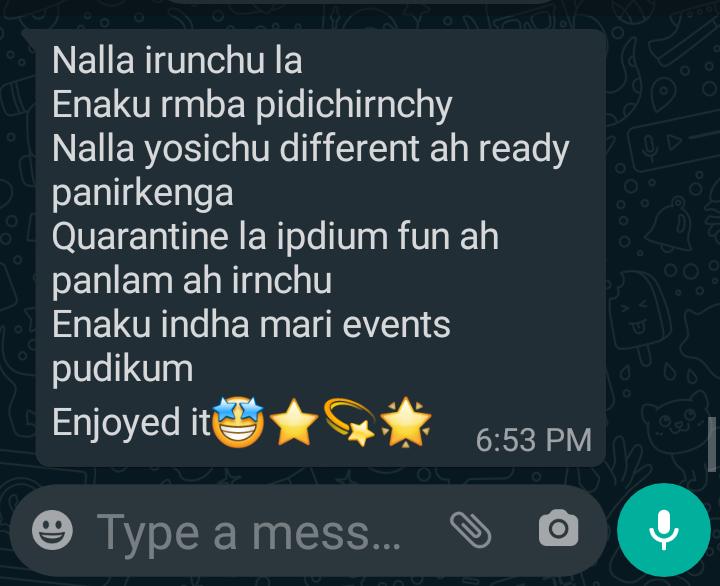 Nalla irunchu la
Enaku rmba pidichirnchy
Nalla yosichu different ah ready
panirkenga
Quarantine la ipdium fun ah
panlam ah irnchu
Enaku indha mari events
pudikum
Enjoyed it🤩⭐💫🌟
6:53 PM
Type a mess...